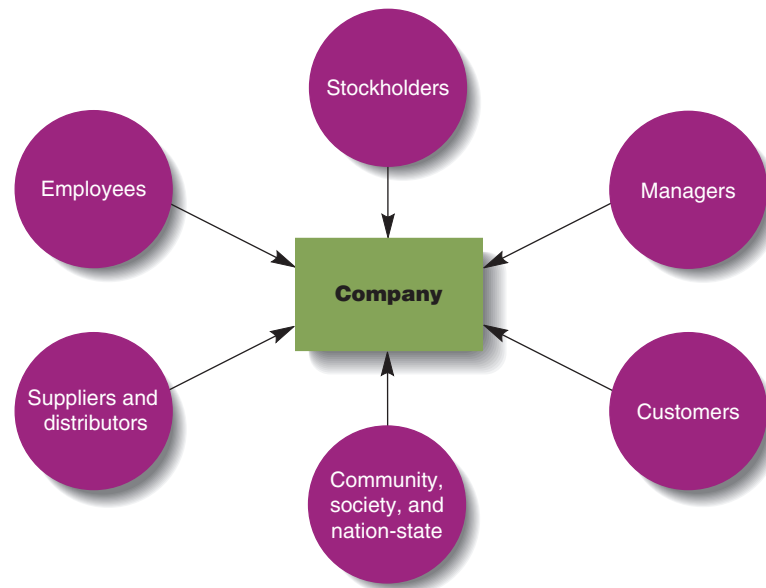 Stockholders
Employees
Managers
Company
Suppliers and
distributors
Customers
Community,
society, and
nation-state